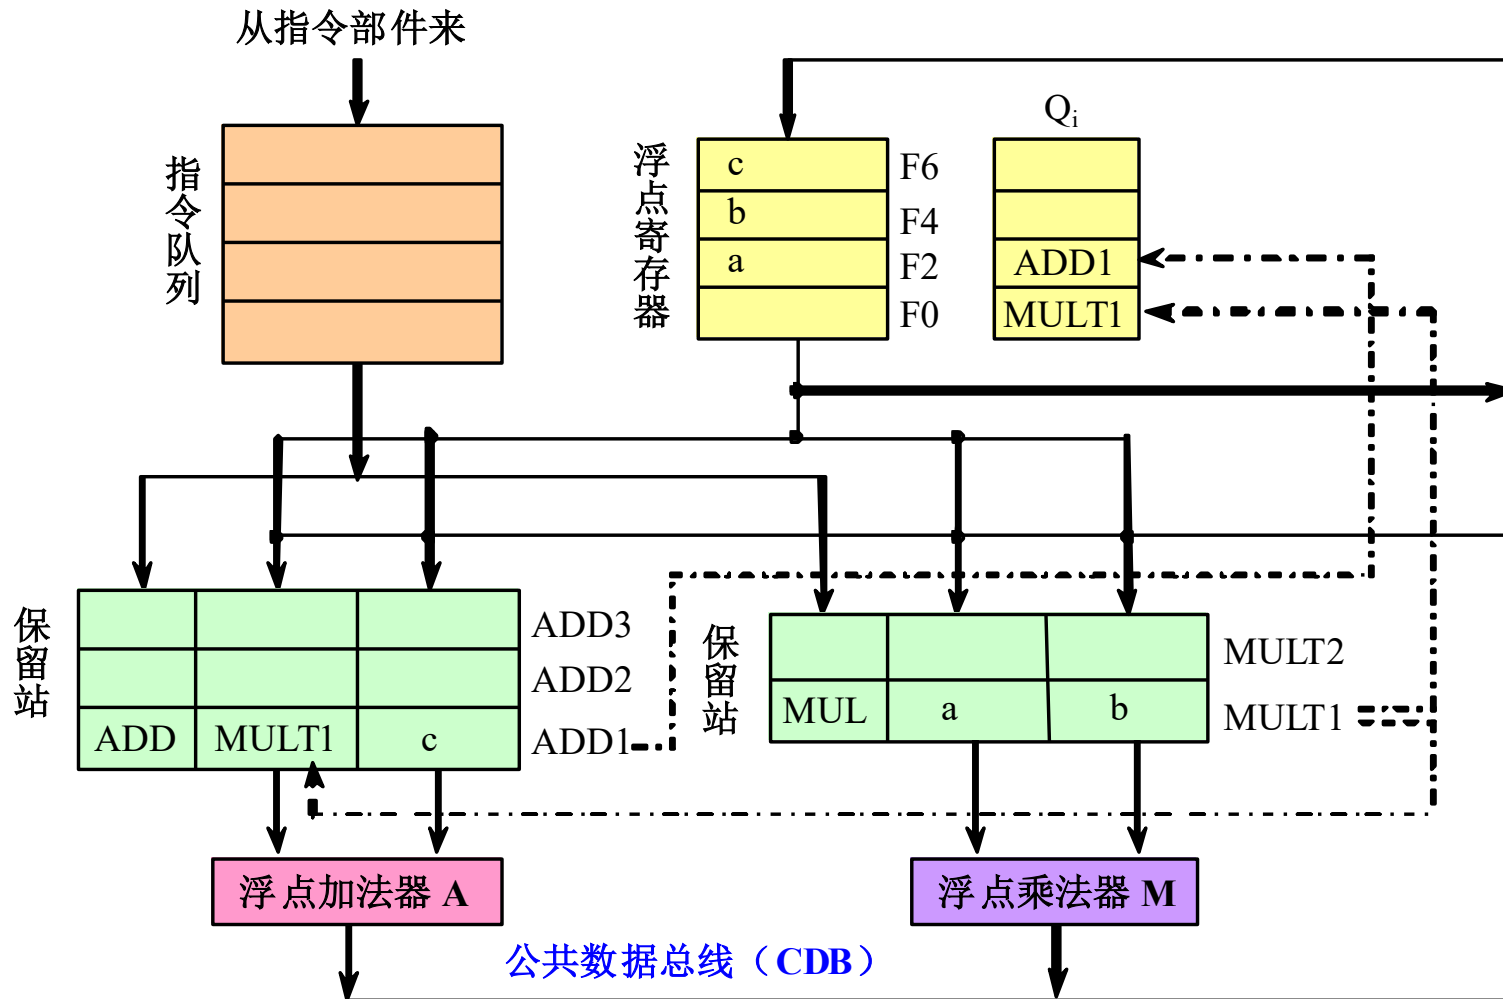 从指令部件来
指令队列
浮点寄存器
Qi
c
F6
b
F4
a
F2
ADD1
F0
MULT1
保留站
ADD3
ADD2
ADD
MULT1
c
ADD1
保留站
MULT2
MUL
a
b
MULT1
浮点加法器 A
浮点乘法器 M
公共数据总线（CDB）